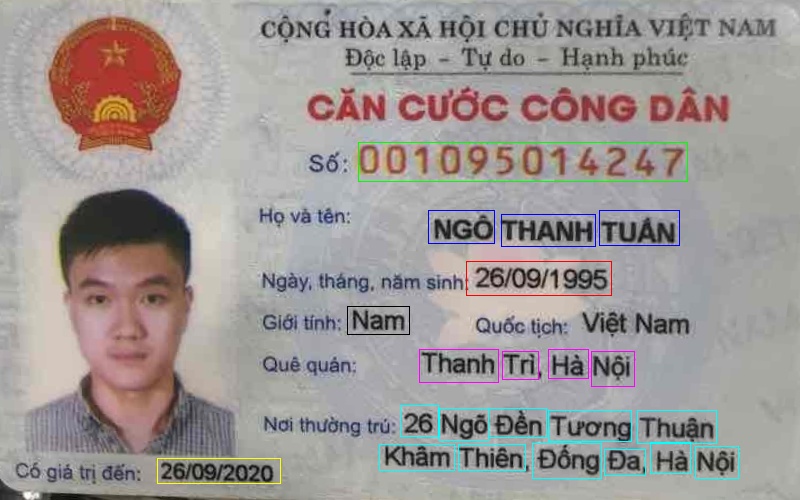 CỘNG HÒA XÃ HỘI CHỦ NGHĨA VIỆT NAM
Độc lập - Tự do - Hạnh phúc
CĂN CƯỚC CÔNG DÂN
Số: 001095014247
Họ và tên: NGÔ THANH TUẤN
Ngày, tháng, năm sinh: 26/09/1995
Giới tính: Nam Quốc tịch: Việt Nam
Quê quán: Thanh Trì, Hà Nội
Nơi thường trú: 26 Ngõ Đền Tương Thuận
Khâm Thiên, Đống Đa, Hà Nội
Có giá trị đến: 26/09/2020